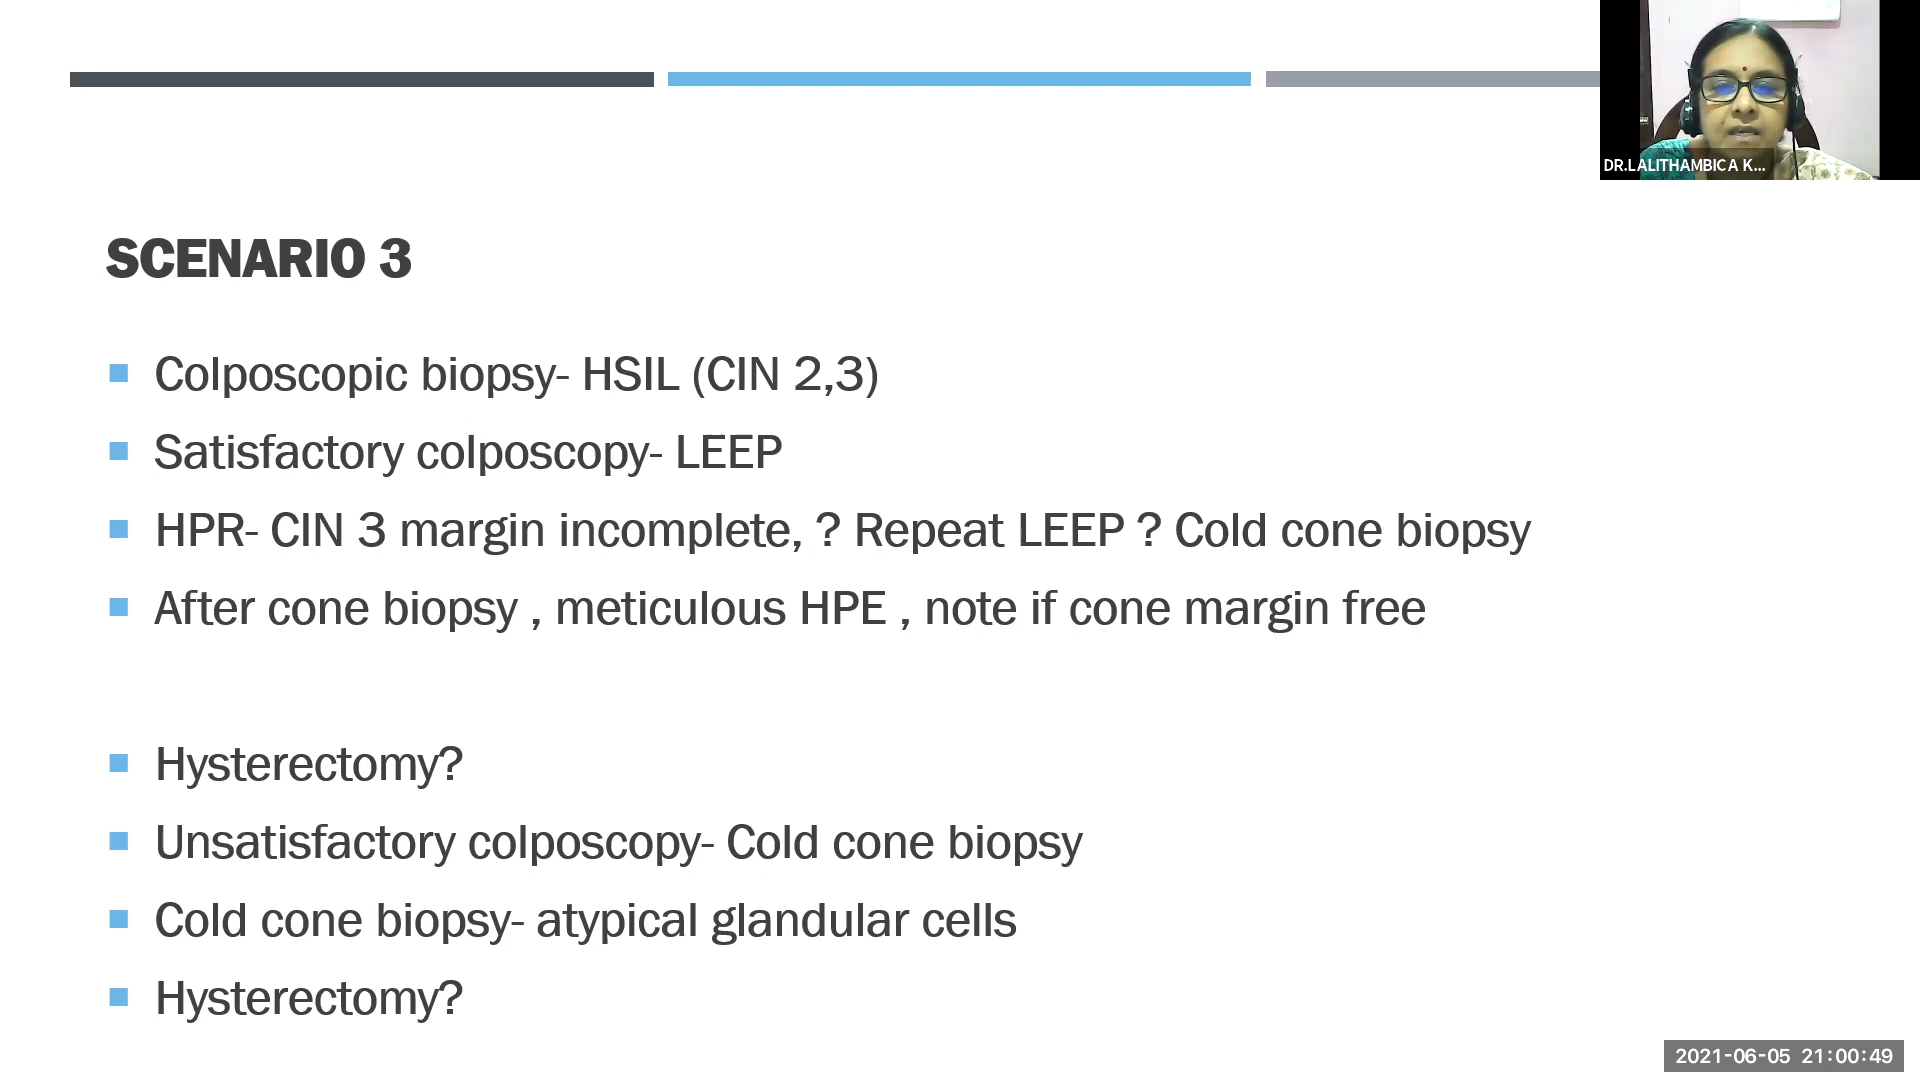 DR.LALITHAMBICA K...
SCENARIO 3
Colposcopic biopsy- HSIL (CIN 2,3)
Satisfactory colposcopy- LEEP
HPR- CIN 3 margin incomplete, ? Repeat LEEP ? Cold cone biopsy
After cone biopsy , meticulous HPE , note if cone margin free
Hysterectomy?
Unsatisfactory colposcopy- Cold cone biopsy
Cold cone biopsy- atypical glandular cells
Hysterectomy?
2021-06-05 21:00:49